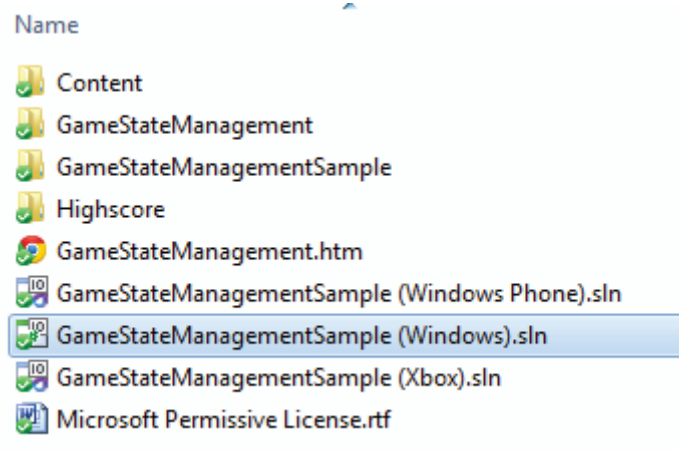 Name
Content
GameStateManagement
GameStateManagementSample
Highscore
GameStateManagement.htm
GameStateManagementSample (Windows Phone).sln
GameStateManagementSample (Windows).sln
GameStateManagementSample (Xbox).sln
Microsoft Permissive License.rtf